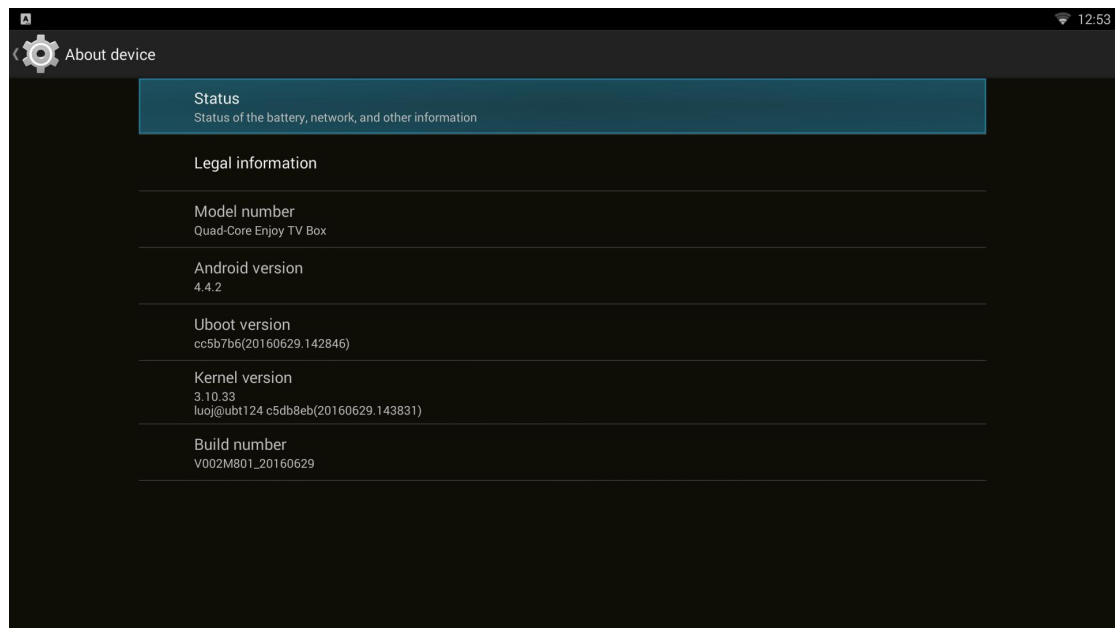 A
12:53
About device
Status
Status of the battery, network, and other information
Legal information
Model number
Quad-Core Enjoy TV Box
Android version
4.4.2
Uboot version
cc5b7b6(20160629.142846)
Kernel version
3.10.33
luoj@ubt124 c5db8eb(20160629.143831)
Build number
V002M801_20160629